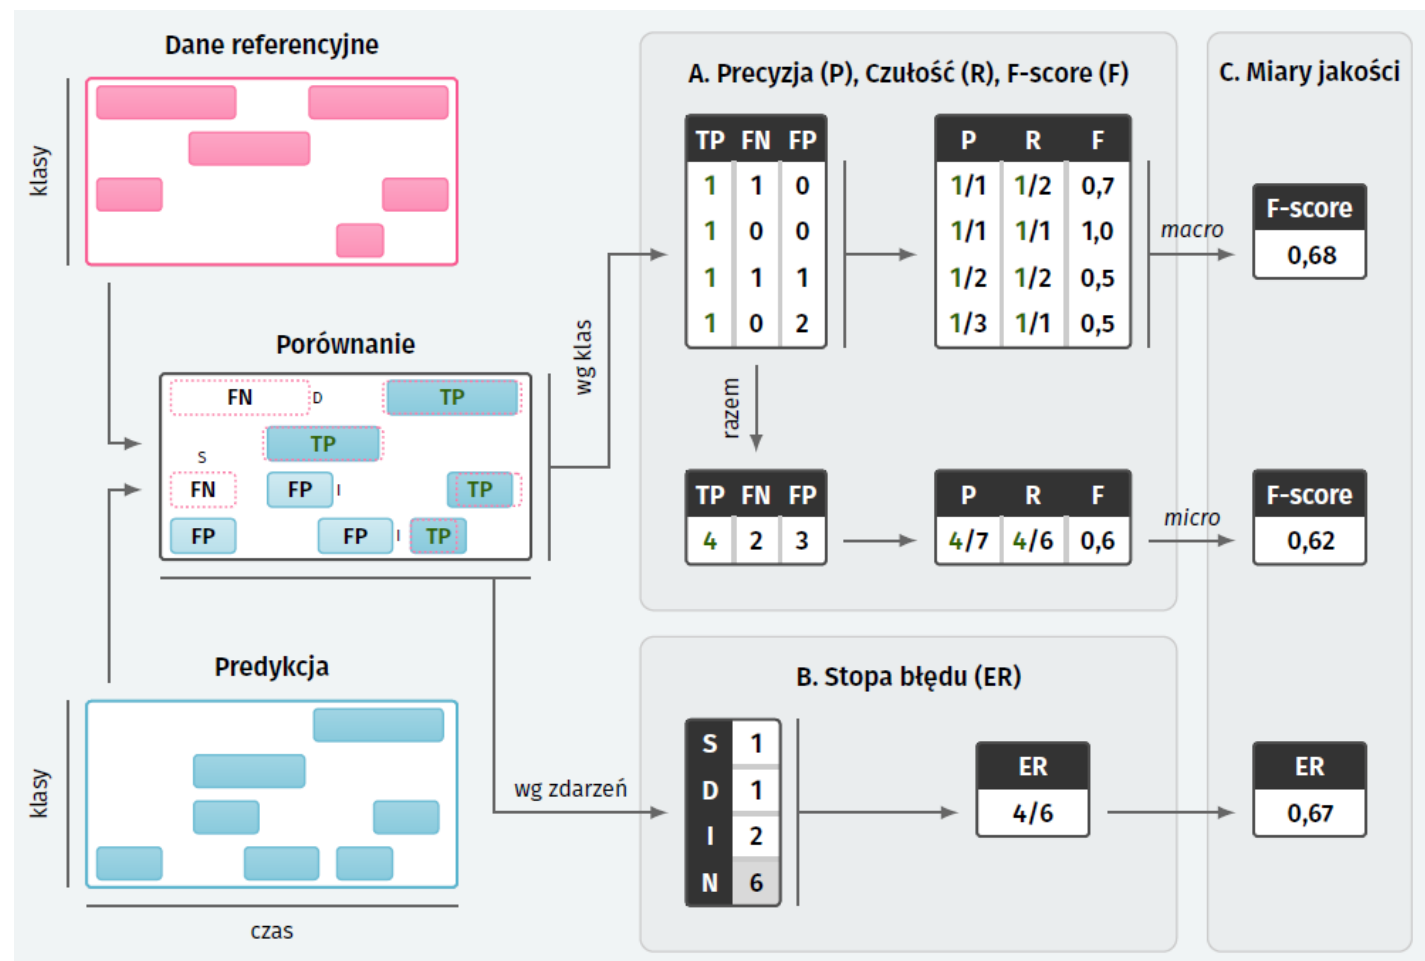 Dane referencyjne
klasy
Porównanie
FN D TP
TP
S
FN FP I TP
FP FP I TP
Predykcja
klasy
czas
wg klas
wg zdarzeń
A. Precyzja (P), Czułość (R), F-score (F)
TP FN FP
1 1 0
1 0 0
1 1 1
1 0 2
P R F
1/1 1/2 0,7
1/1 1/1 1,0
1/2 1/2 0,5
1/3 1/1 0,5
macro
razem
TP FN FP
4 2 3
P R F
4/7 4/6 0,6
micro
B. Stopa błędu (ER)
S 1
D 1
I 2
N 6
ER
4/6
C. Miary jakości
F-score
0,68
F-score
0,62
ER
0,67